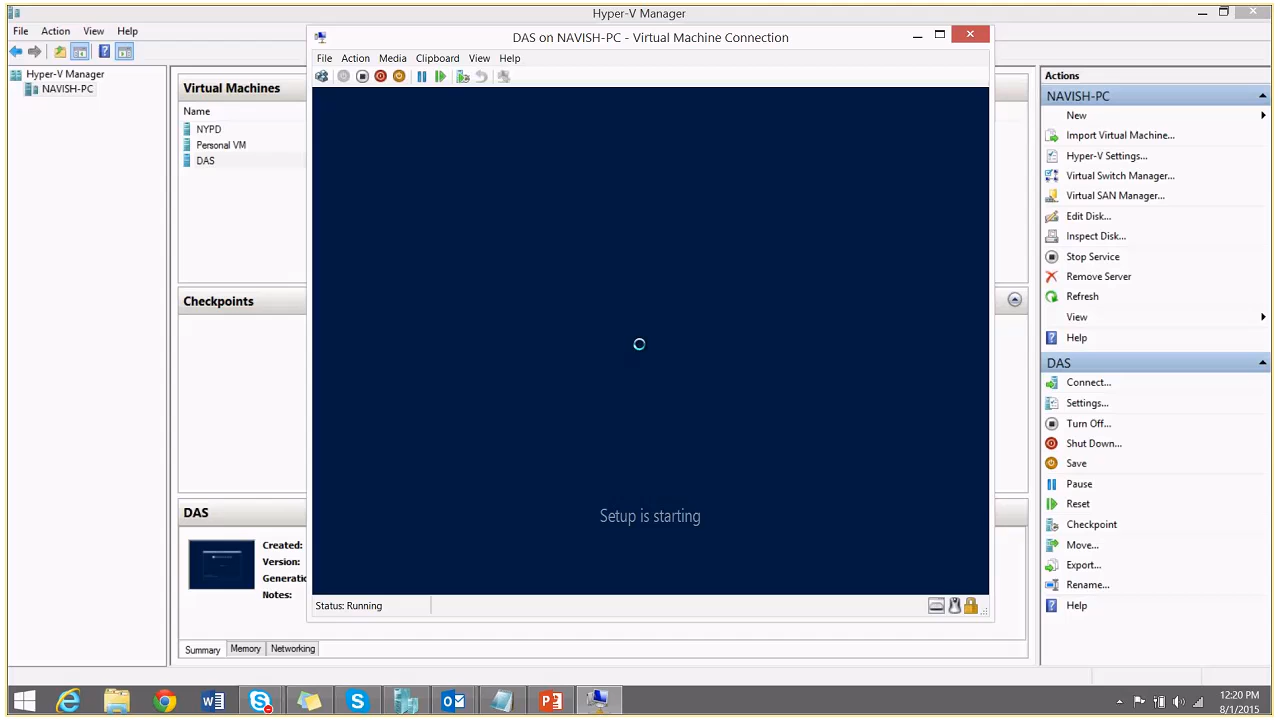 Hyper-V Manager
File Action View Help
Hyper-V Manager
NAVISH-PC
Virtual Machines
Name
NYPD
Personal VM
DAS
Checkpoints
DAS
Created:
Version:
Generatio
Notes:
Summary Memory Networking
DAS on NAVISH-PC - Virtual Machine Connection
File Action Media Clipboard View Help
Setup is starting
Status: Running
Actions
NAVISH-PC
New
Import Virtual Machine...
Hyper-V Settings...
Virtual Switch Manager...
Virtual SAN Manager...
Edit Disk...
Inspect Disk...
Stop Service
Remove Server
Refresh
View
Help
DAS
Connect...
Settings...
Turn Off...
Shut Down...
Save
Pause
Reset
Checkpoint
Move...
Export...
Rename...
Help
12:20 PM
8/1/2015